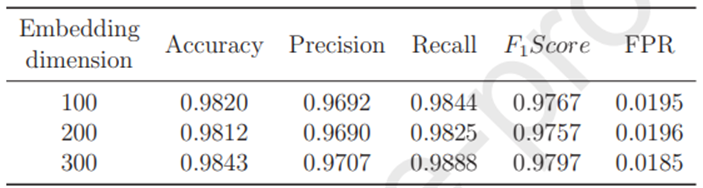 Embedding dimension Accuracy Precision Recall F₁Score FPR
100 0.9820 0.9692 0.9844 0.9767 0.0195
200 0.9812 0.9690 0.9825 0.9757 0.0196
300 0.9843 0.9707 0.9888 0.9797 0.0185